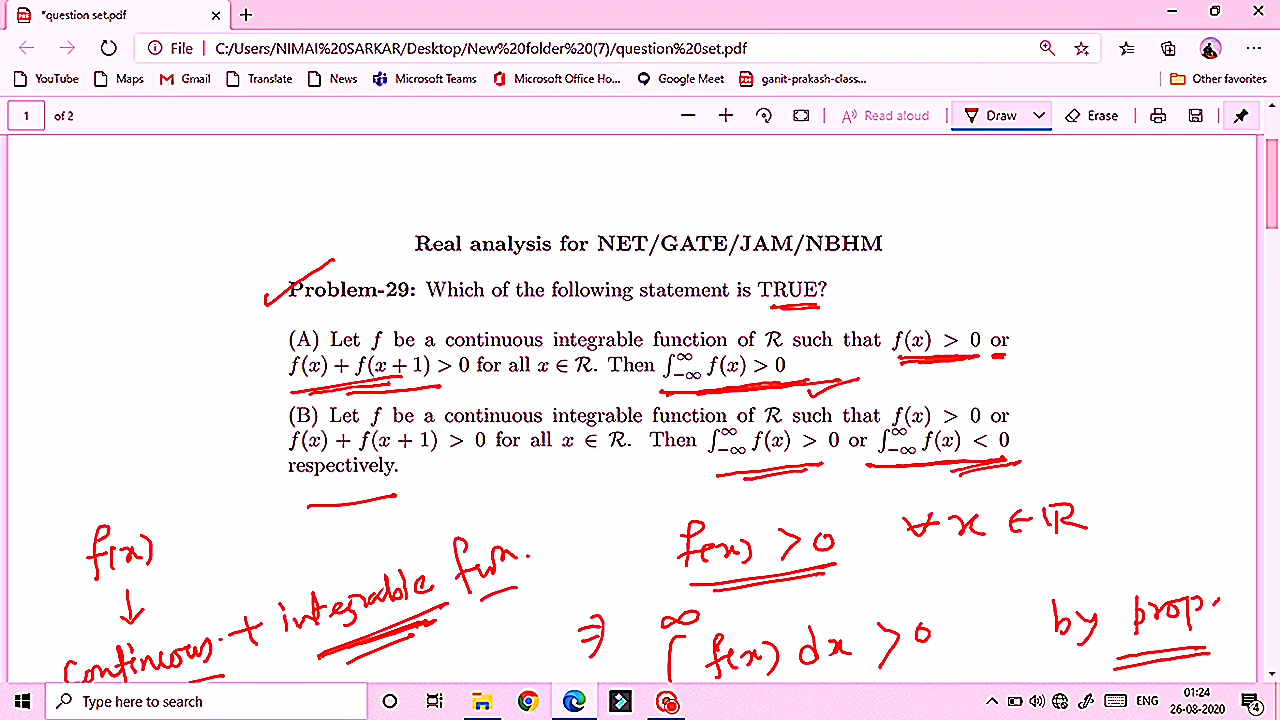 *question set.pdf
File | C:/Users/NIMAI%20SARKAR/Desktop/New%20folder%20(7)/question%20set.pdf
YouTube Maps Gmail Translate News Microsoft Teams Microsoft Office Ho... Google Meet ganit-prakash-class... Other favorites
1 of 2 Read aloud Draw Erase
Real analysis for NET/GATE/JAM/NBHM
Problem-29: Which of the following statement is TRUE?
(A) Let f be a continuous integrable function of ℛ such that f(x) > 0 or
f(x) + f(x + 1) > 0 for all x ∈ ℛ. Then ∫_{-∞}^{∞} f(x) > 0
(B) Let f be a continuous integrable function of ℛ such that f(x) > 0 or
f(x) + f(x + 1) > 0 for all x ∈ ℛ. Then ∫_{-∞}^{∞} f(x) > 0 or ∫_{-∞}^{∞} f(x) < 0
respectively.
f(x)
↓
continuous + integrable fun.
f(x) > 0 ∀ x ∈ ℝ
⇒ ∫^{∞} f(x) dx > 0 by prop.
Type here to search
ENG
01:24
26-08-2020
4